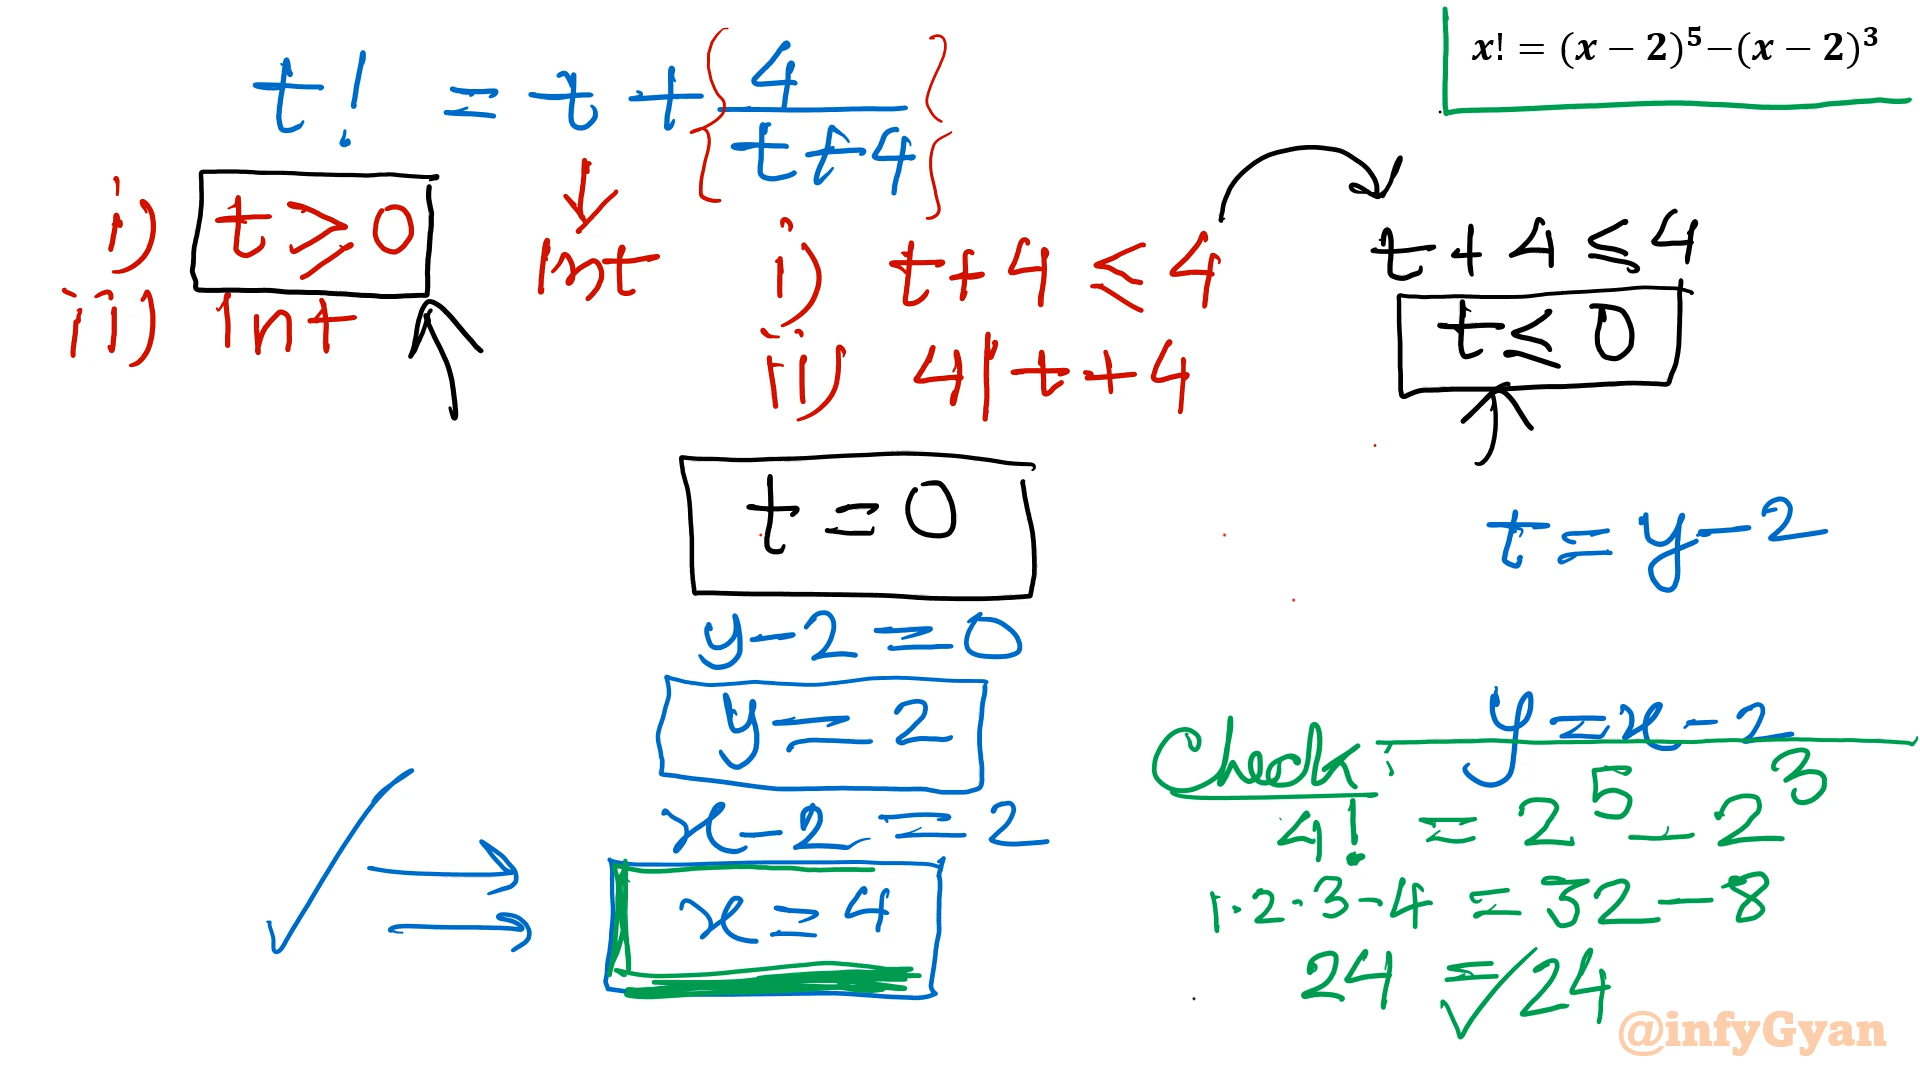 x! = (x − 2)⁵−(x − 2)³
t! = t + { 4/(t+4) }
i) t ≥ 0
ii) Int
Int
i) t+4 ≤ 4
ii) 4 | t+4
t+4 ≤ 4
t ≤ 0
t = 0
t = y−2
y−2 = 0
y = 2
y = x−2
x−2 = 2
x = 4
Check :
4! = 2⁵ − 2³
1·2·3·4 = 32−8
24 = 24
@infyGyan